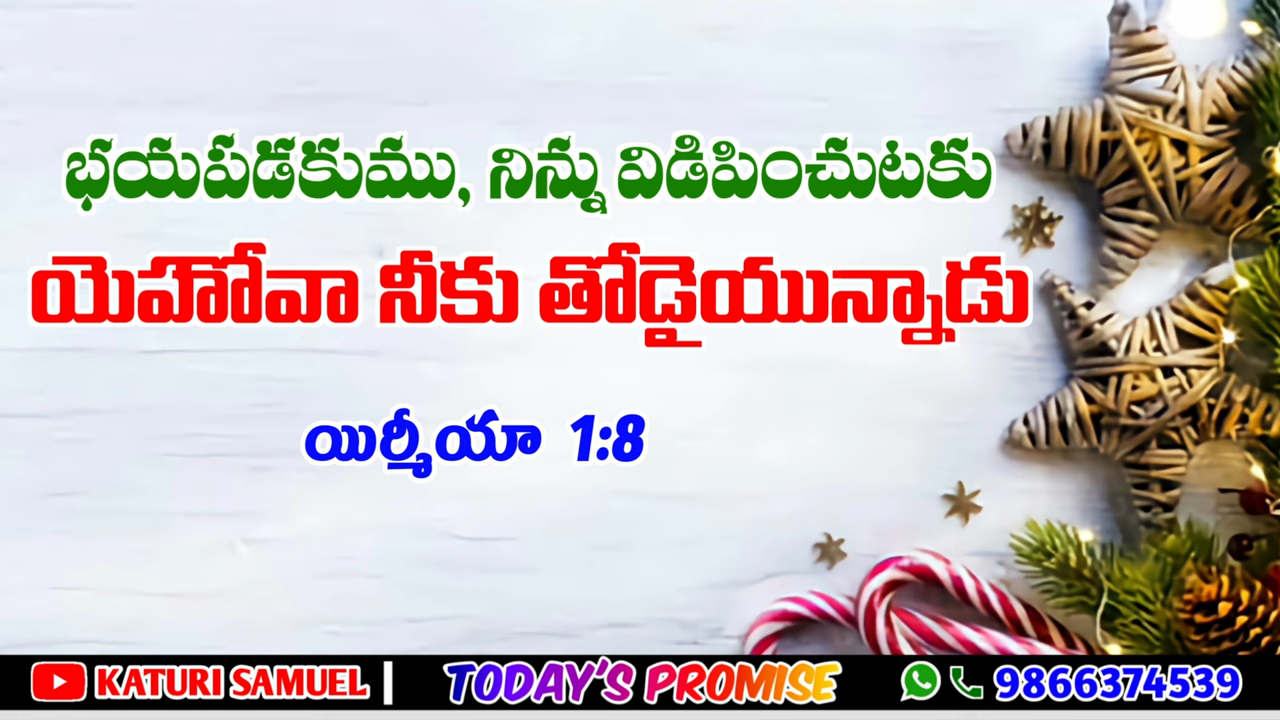 భయపడకుము, నిన్ను విడిపించుటకు
యెహోవా నీకు తోడైయున్నాడు
యిర్మీయా 1:8
KATURI SAMUEL | TODAY'S PROMISE 9866374539